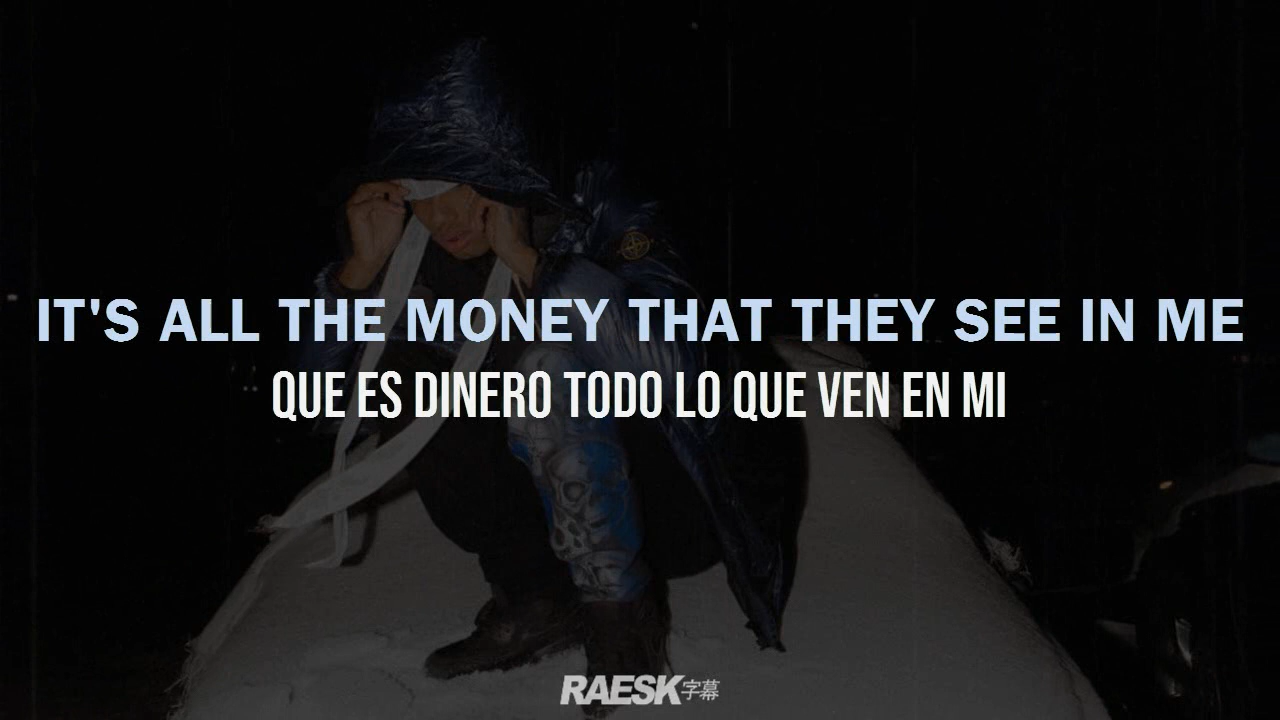 IT'S ALL THE MONEY THAT THEY SEE IN ME
QUE ES DINERO TODO LO QUE VEN EN MI
RAESK字幕